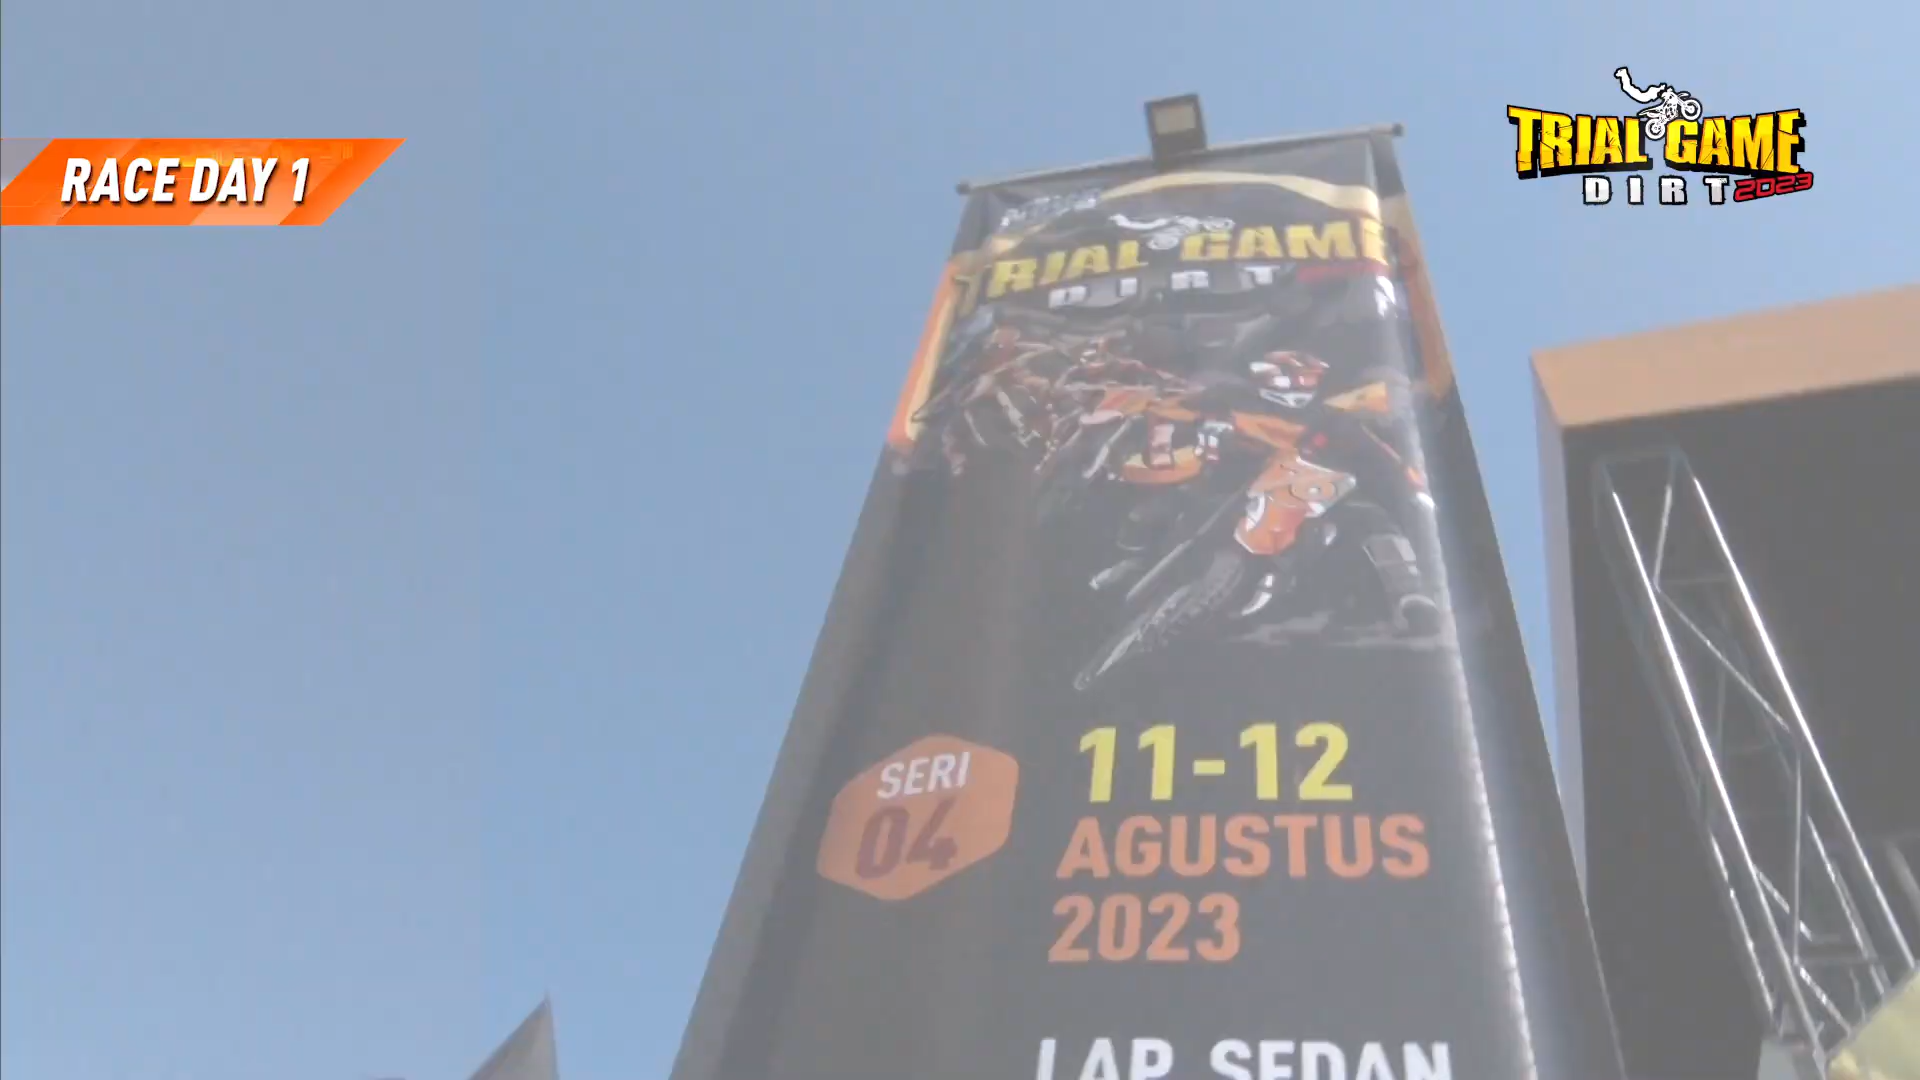 RACE DAY 1
TRIAL GAME
DIRT 2023
TRIAL GAME
DIRT
SERI
04
11-12
AGUSTUS
2023
LAP. SEDAN